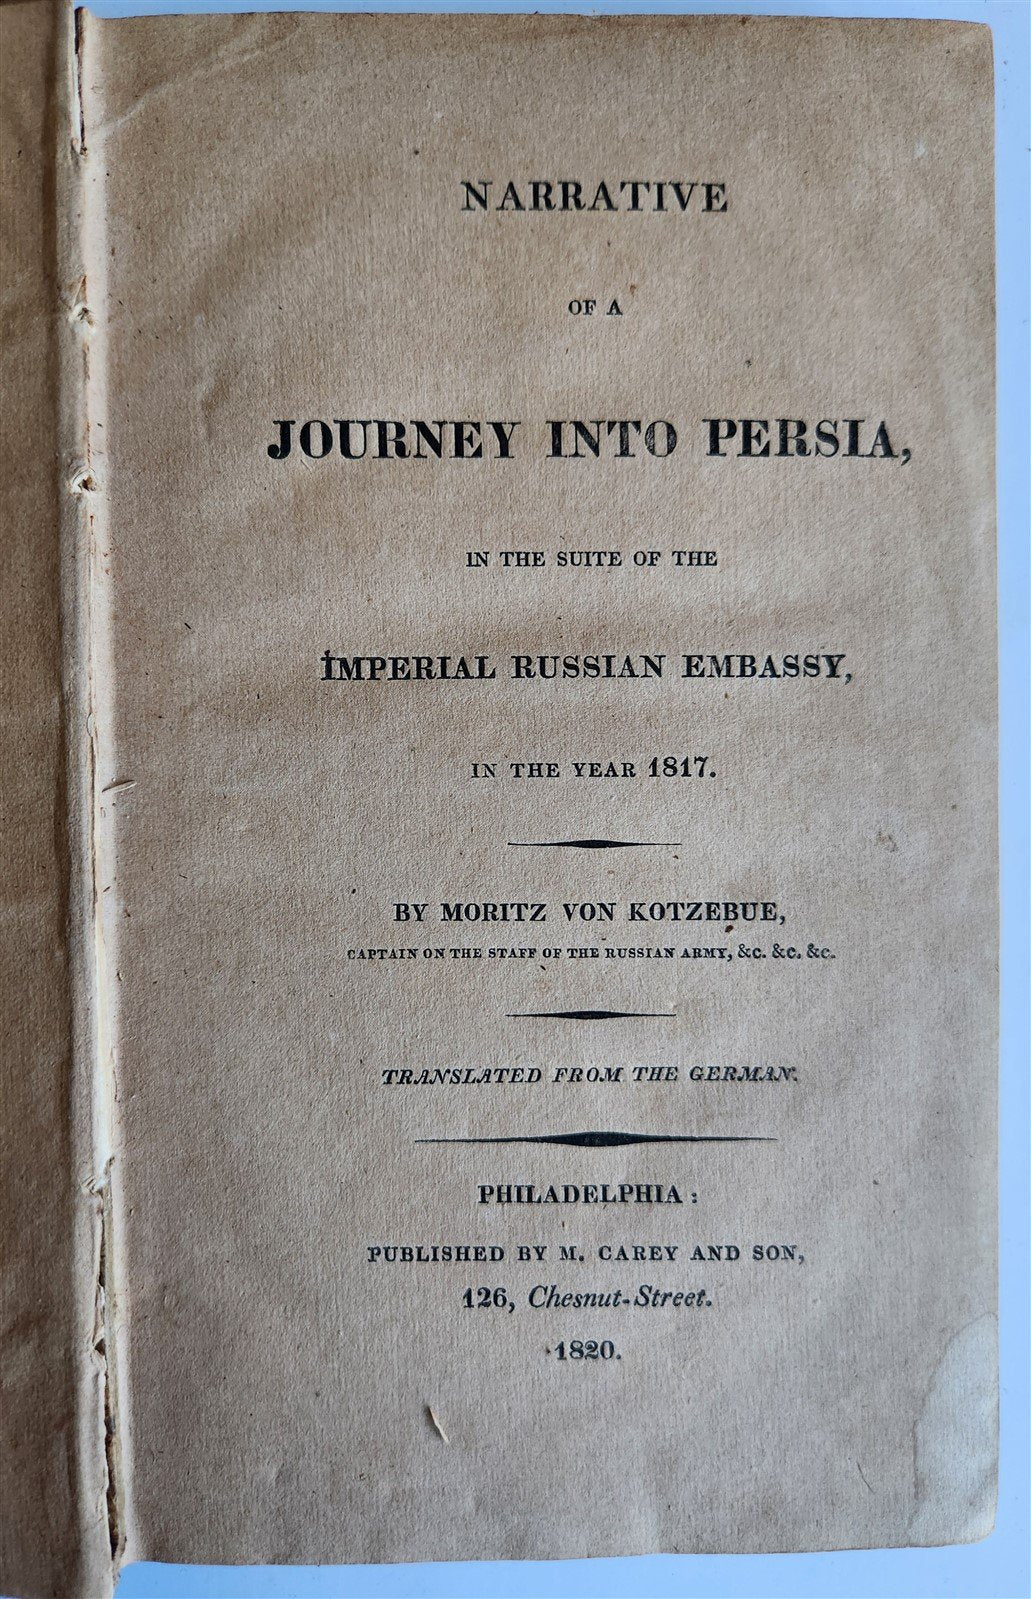 NARRATIVE
OF A
JOURNEY INTO PERSIA,
IN THE SUITE OF THE
IMPERIAL RUSSIAN EMBASSY,
IN THE YEAR 1817.
BY MORITZ VON KOTZEBUE,
CAPTAIN ON THE STAFF OF THE RUSSIAN ARMY, &c. &c. &c.
TRANSLATED FROM THE GERMAN.
PHILADELPHIA:
PUBLISHED BY M. CAREY AND SON,
126, Chesnut-Street.
1820.